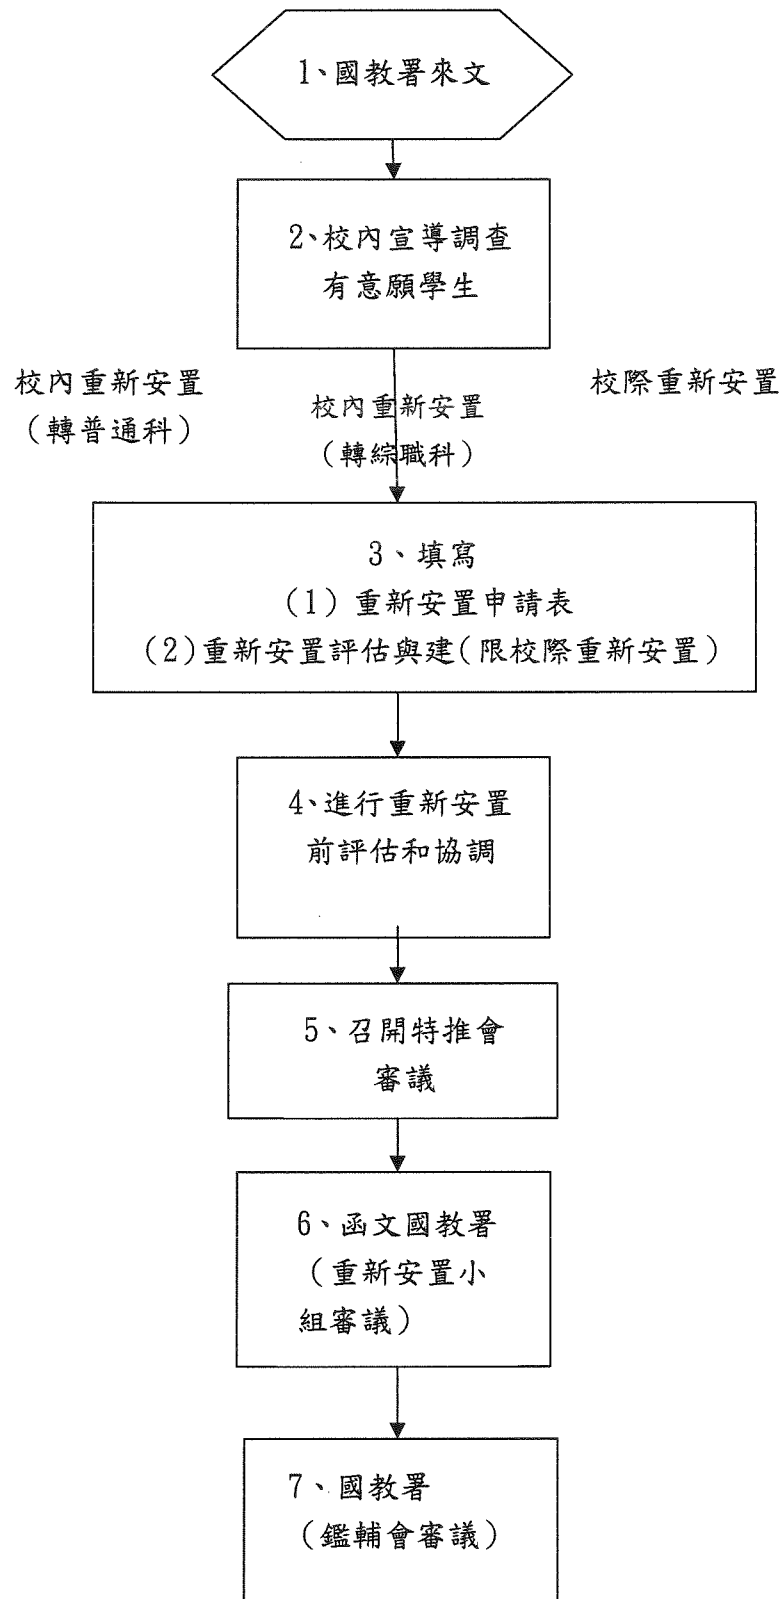 1、國教署來文
2、校內宣導調查
有意願學生
校內重新安置
（轉普通科）
校內重新安置
（轉綜職科）
校際重新安置
3、填寫
(1) 重新安置申請表
(2)重新安置評估與建(限校際重新安置)
4、進行重新安置
前評估和協調
5、召開特推會
審議
6、函文國教署
（重新安置小
組審議）
7、國教署
（鑑輔會審議）